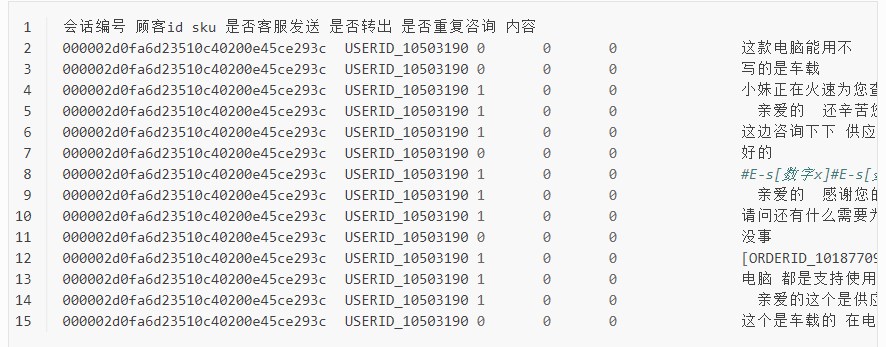 1 会话编号 顾客id sku 是否客服发送 是否转出 是否重复咨询 内容
2 000002d0fa6d23510c40200e45ce293c USERID_10503190 0 0 0 这款电脑能用不
3 000002d0fa6d23510c40200e45ce293c USERID_10503190 0 0 0 写的是车载
4 000002d0fa6d23510c40200e45ce293c USERID_10503190 1 0 0 小妹正在火速为您查
5 000002d0fa6d23510c40200e45ce293c USERID_10503190 1 0 0 亲爱的 还辛苦您
6 000002d0fa6d23510c40200e45ce293c USERID_10503190 1 0 0 这边咨询下下 供应
7 000002d0fa6d23510c40200e45ce293c USERID_10503190 0 0 0 好的
8 000002d0fa6d23510c40200e45ce293c USERID_10503190 1 0 0 #E-s[数字x]#E-s[
9 000002d0fa6d23510c40200e45ce293c USERID_10503190 1 0 0 亲爱的 感谢您的
10 000002d0fa6d23510c40200e45ce293c USERID_10503190 1 0 0 请问还有什么需要为
11 000002d0fa6d23510c40200e45ce293c USERID_10503190 0 0 0 没事
12 000002d0fa6d23510c40200e45ce293c USERID_10503190 1 0 0 [ORDERID_10187709
13 000002d0fa6d23510c40200e45ce293c USERID_10503190 1 0 0 电脑 都是支持使用
14 000002d0fa6d23510c40200e45ce293c USERID_10503190 1 0 0 亲爱的这个是供应
15 000002d0fa6d23510c40200e45ce293c USERID_10503190 0 0 0 这个是车载的 在电